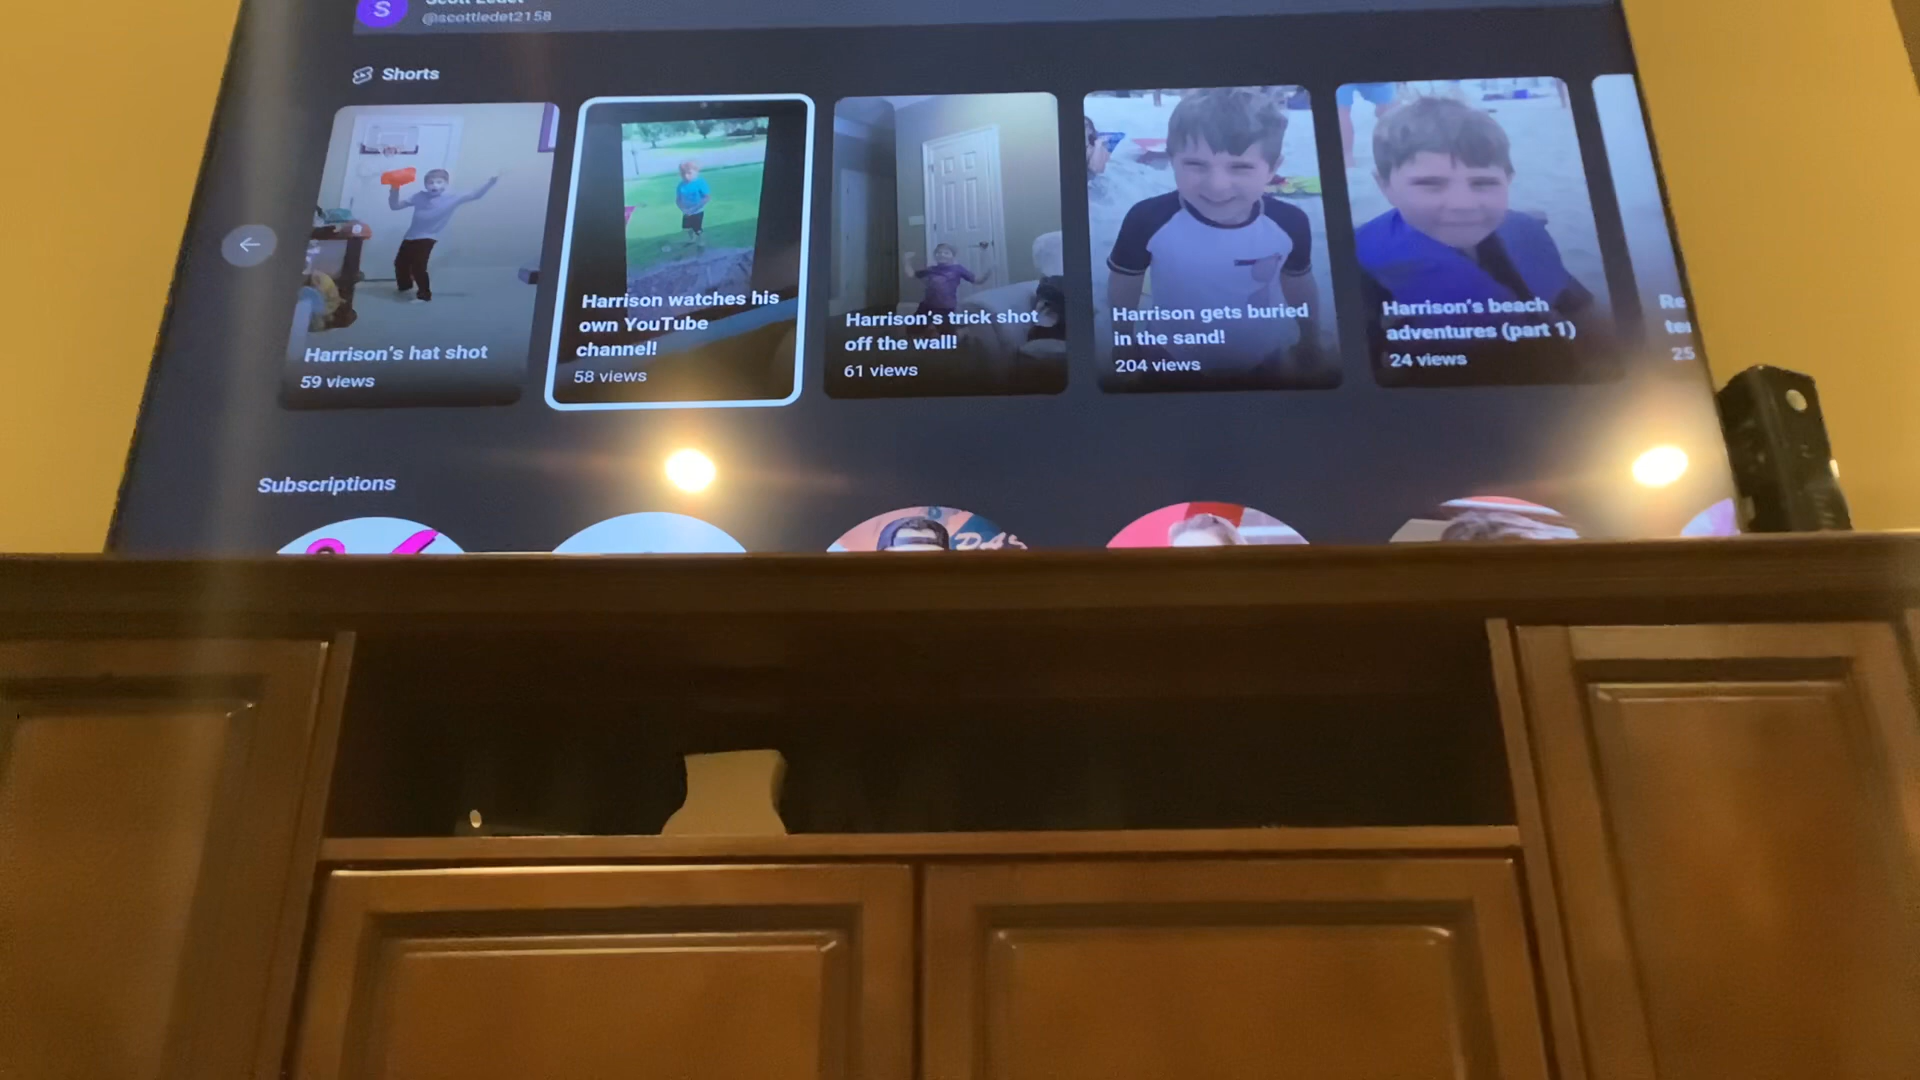 S
@scottledet2158
Shorts
Harrison's hat shot
59 views
Harrison watches his
own YouTube
channel!
58 views
Harrison's trick shot
off the wall!
61 views
Harrison gets buried
in the sand!
204 views
Harrison's beach
adventures (part 1)
24 views
Re
25
Subscriptions